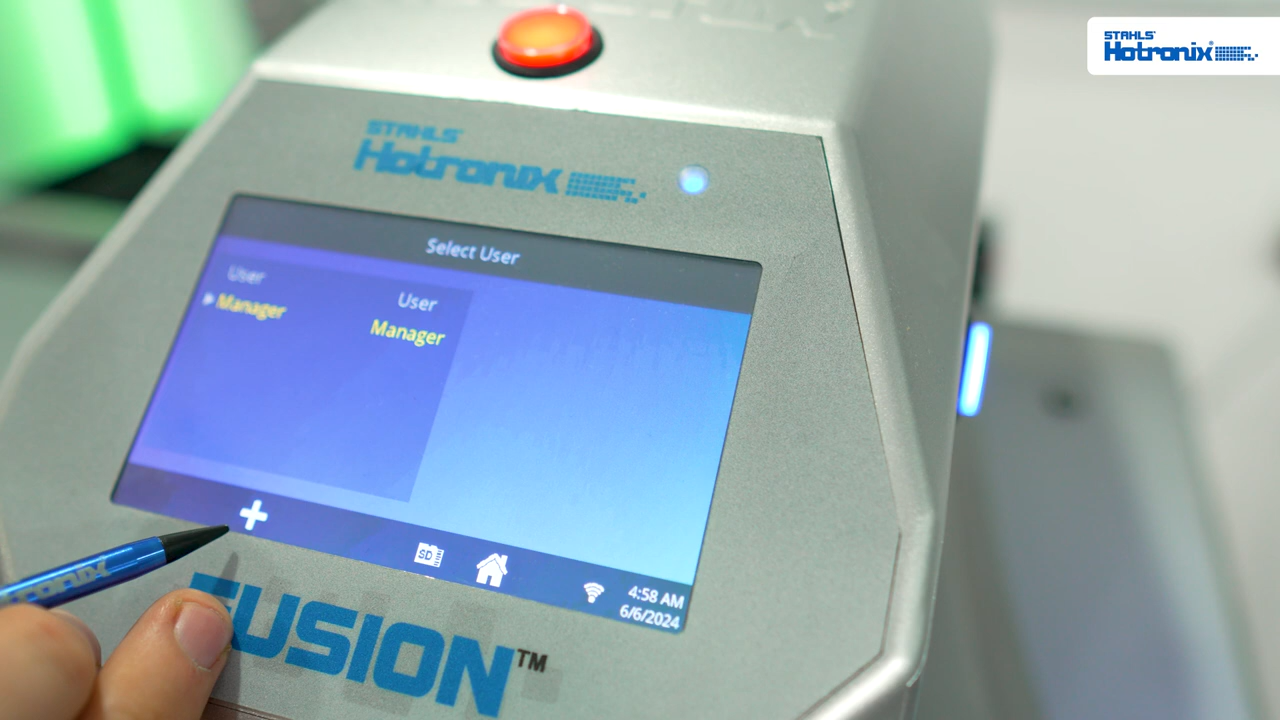 STAHLS'
Hotronix®
STAHLS'
Hotronix
Select User
User
Manager
User
Manager
SD
4:58 AM
6/6/2024
FUSION™